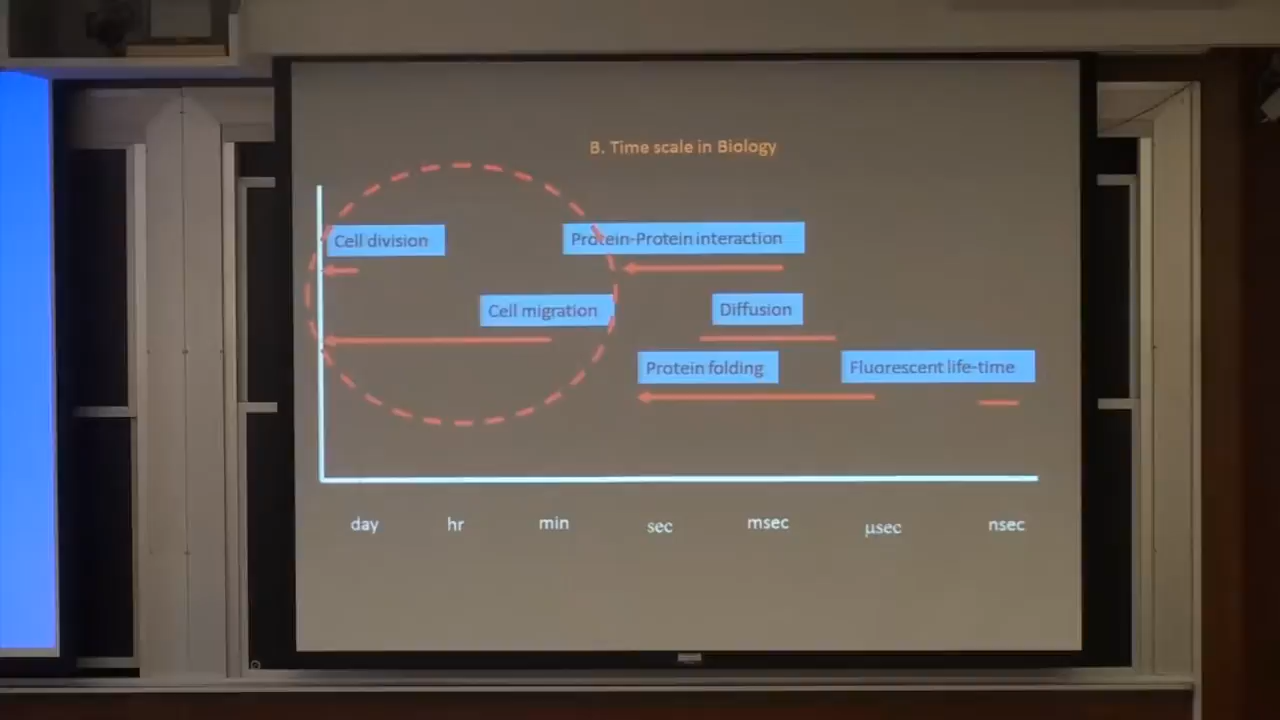 B. Time scale in Biology
Cell division
Protein-Protein interaction
Cell migration
Diffusion
Protein folding
Fluorescent life-time
day hr min sec msec μsec nsec